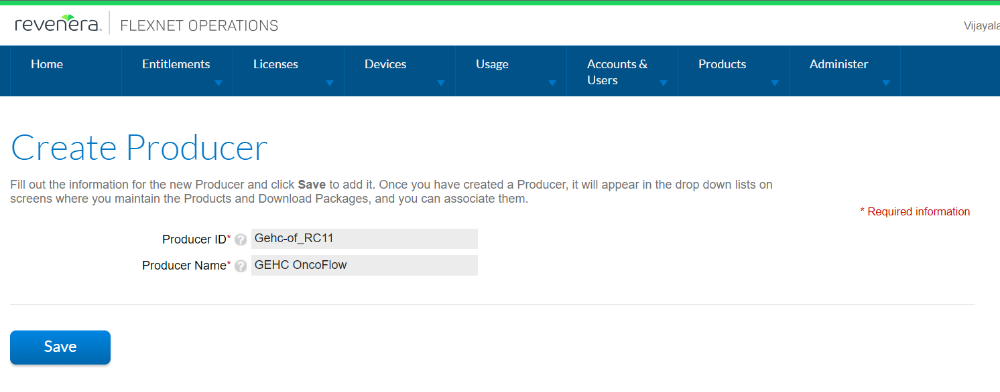 revenera FLEXNET OPERATIONS
Home Entitlements Licenses Devices Usage Accounts & Users Products Administer
Create Producer
Fill out the information for the new Producer and click Save to add it. Once you have created a Producer, it will appear in the drop down lists on
screens where you maintain the Products and Download Packages, and you can associate them.
* Required information
Producer ID* ? Gehc-of_RC11
Producer Name* ? GEHC OncoFlow
Save